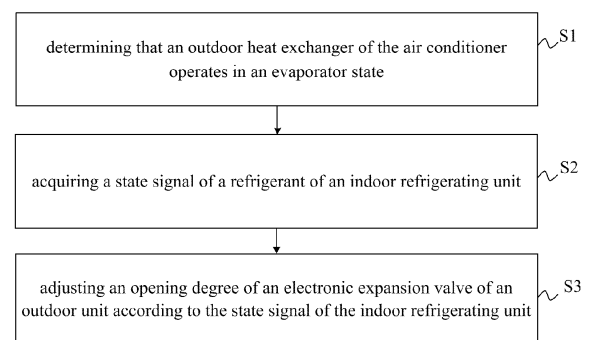 determining that an outdoor heat exchanger of the air conditioner
operates in an evaporator state
S1
acquiring a state signal of a refrigerant of an indoor refrigerating unit
S2
adjusting an opening degree of an electronic expansion valve of an
outdoor unit according to the state signal of the indoor refrigerating unit
S3